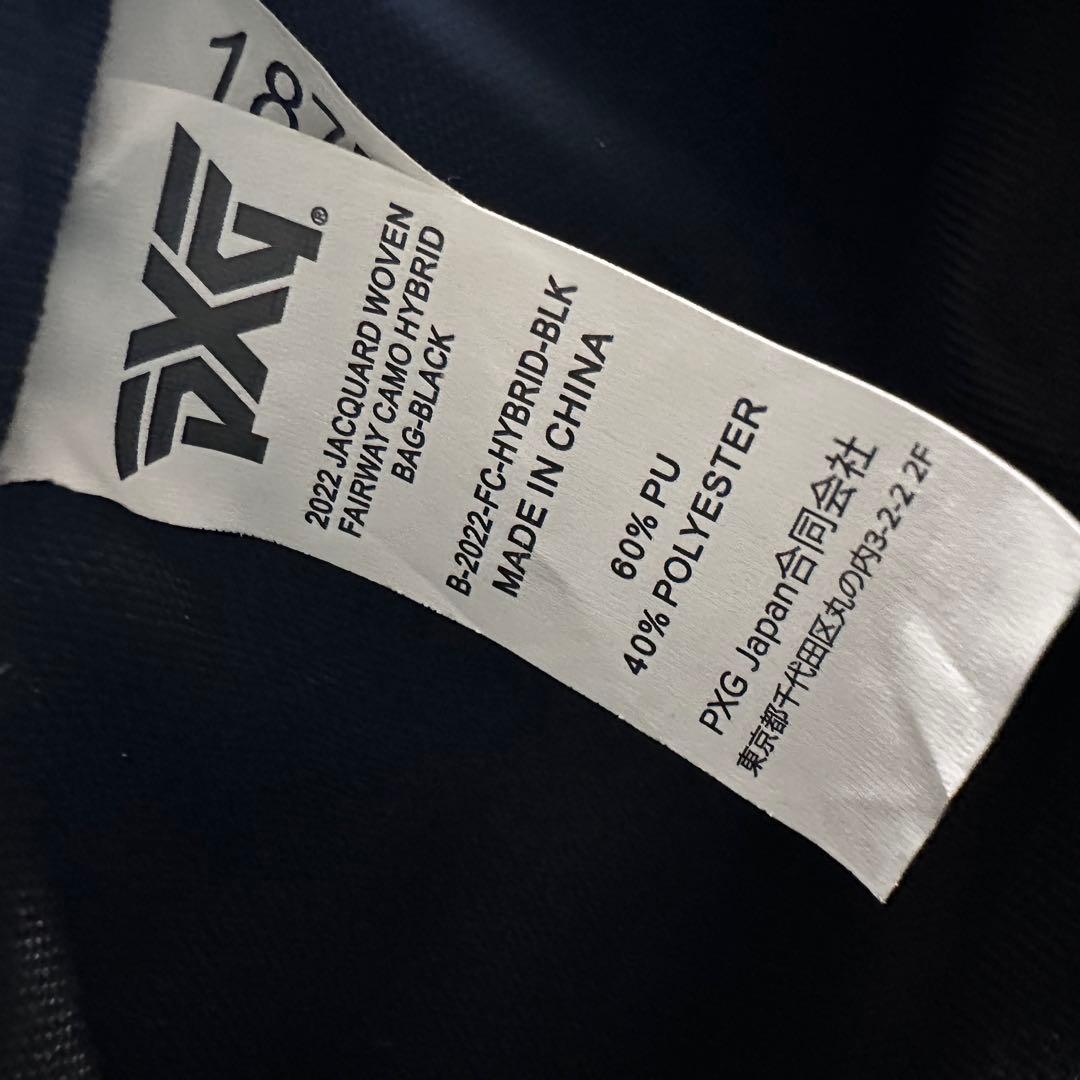 PXG®
2022 JACQUARD WOVEN
FAIRWAY CAMO HYBRID
BAG-BLACK
B-2022-FC-HYBRID-BLK
MADE IN CHINA
60% PU
40% POLYESTER
PXG Japan合同会社
東京都千代田区丸の内3-2-2 2F